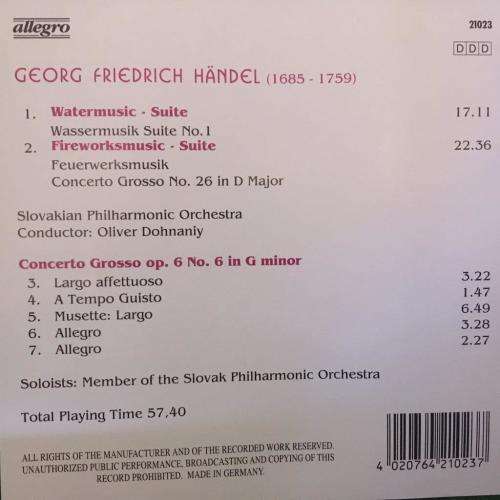 allegro
21023
DDD
GEORG FRIEDRICH HÄNDEL (1685 - 1759)
1. Watermusic - Suite 17.11
Wassermusik Suite No.1
2. Fireworksmusic - Suite 22.36
Feuerwerksmusik
Concerto Grosso No. 26 in D Major
Slovakian Philharmonic Orchestra
Conductor: Oliver Dohnaniy
Concerto Grosso op. 6 No. 6 in G minor
3. Largo affettuoso 3.22
4. A Tempo Guisto 1.47
5. Musette: Largo 6.49
6. Allegro 3.28
7. Allegro 2.27
Soloists: Member of the Slovak Philharmonic Orchestra
Total Playing Time 57.40
ALL RIGHTS OF THE MANUFACTURER AND OF THE RECORDED WORK RESERVED.
UNAUTHORIZED PUBLIC PERFORMANCE, BROADCASTING AND COPYING OF THIS
RECORD PROHIBITED. MADE IN GERMANY.
4 020764 210237